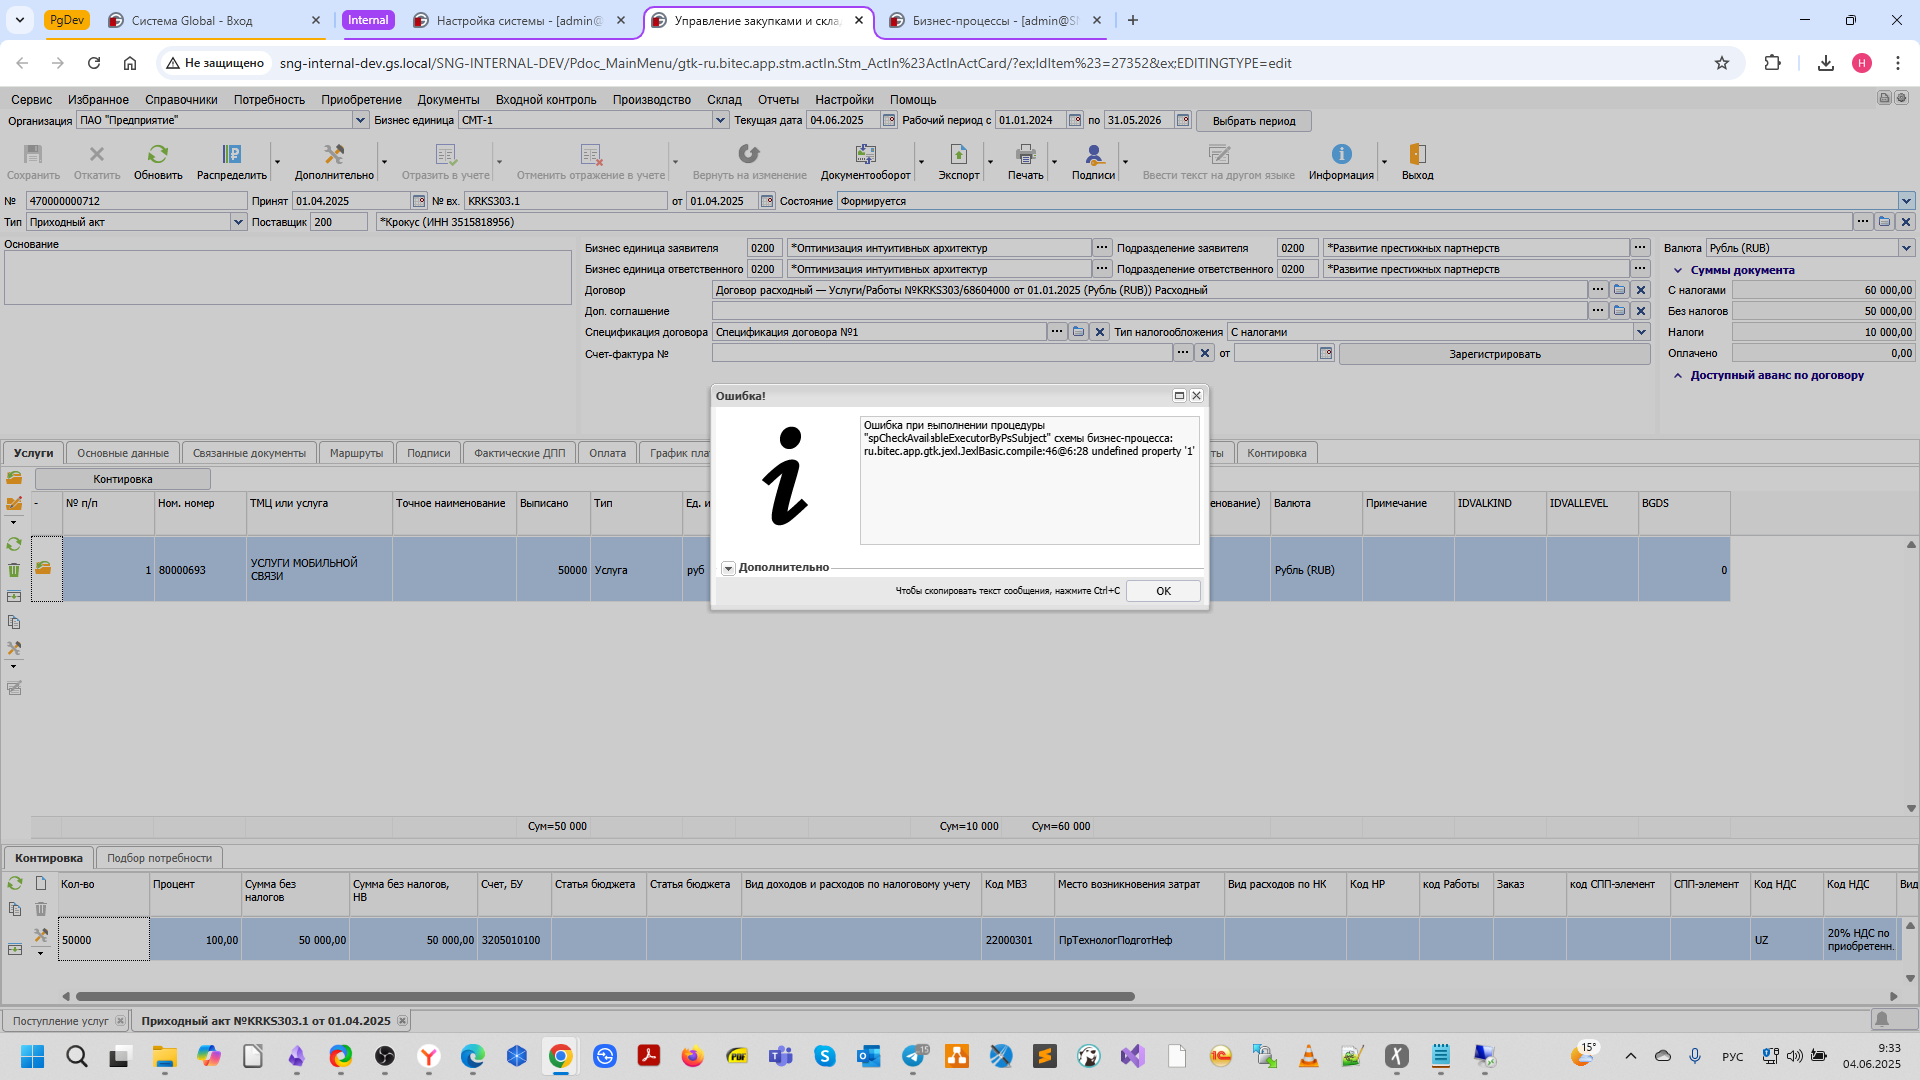 PgDev
Система Global - Вход
Internal
Настройка системы - [admin@
Управление закупками и скла
Бизнес-процессы - [admin@SN
Не защищено
sng-internal-dev.gs.local/SNG-INTERNAL-DEV/Pdoc_MainMenu/gtk-ru.bitec.app.stm.actIn.Stm_ActIn%23ActInActCard/?ex;IdItem%23=27352&ex;EDITINGTYPE=edit
H
Сервис Избранное Справочники Потребность Приобретение Документы Входной контроль Производство Склад Отчеты Настройки Помощь
Организация ПАО "Предприятие" Бизнес единица СМТ-1 Текущая дата 04.06.2025 Рабочий период с 01.01.2024 по 31.05.2026 Выбрать период
Сохранить Откатить Обновить Распределить Дополнительно Отразить в учете Отменить отражение в учете Вернуть на изменение Документооборот Экспорт Печать Подписи Ввести текст на другом языке Информация Выход
№ 470000000712 Принят 01.04.2025 № вх. KRKS303.1 от 01.04.2025 Состояние Формируется
Тип Приходный акт Поставщик 200 *Крокус (ИНН 3515818956)
Основание
Бизнес единица заявителя 0200 *Оптимизация интуитивных архитектур Подразделение заявителя 0200 *Развитие престижных партнерств
Валюта Рубль (RUB)
Бизнес единица ответственного 0200 *Оптимизация интуитивных архитектур Подразделение ответственного 0200 *Развитие престижных партнерств
Суммы документа
Договор Договор расходный — Услуги/Работы №KRKS303/68604000 от 01.01.2025 (Рубль (RUB)) Расходный
С налогами 60 000,00
Доп. соглашение
Без налогов 50 000,00
Спецификация договора Спецификация договора №1 Тип налогообложения С налогами
Налоги 10 000,00
Счет-фактура № от Зарегистрировать
Оплачено 0,00
Доступный аванс по договору
Ошибка!
Ошибка при выполнении процедуры
"spCheckAvailableExecutorByPsSubject" схемы бизнес-процесса:
ru.bitec.app.gtk.jexl.JexlBasic.compile:46@6:28 undefined property '1'
Дополнительно
Чтобы скопировать текст сообщения, нажмите Ctrl+C OK
Услуги Основные данные Связанные документы Маршруты Подписи Фактические ДПП Оплата График пла ты Контировка
Контировка
- № п/п Ном. номер ТМЦ или услуга Точное наименование Выписано Тип Ед. и енование) Валюта Примечание IDVALKIND IDVALLEVEL BGDS
1 80000693 УСЛУГИ МОБИЛЬНОЙ СВЯЗИ 50000 Услуга руб Рубль (RUB) 0
Сум=50 000 Сум=10 000 Сум=60 000
Контировка Подбор потребности
Кол-во Процент Сумма без налогов Сумма без налогов, НВ Счет, БУ Статья бюджета Статья бюджета Вид доходов и расходов по налоговому учету Код МВЗ Место возникновения затрат Вид расходов по НК Код НР код Работы Заказ код СПП-элемент СПП-элемент Код НДС Код НДС Вид
50000 100,00 50 000,00 50 000,00 3205010100 22000301 ПрТехнологПодготНеф UZ 20% НДС по приобретенн.
Поступление услуг Приходный акт №KRKS303.1 от 01.04.2025
15
15°
РУС
9:33
04.06.2025